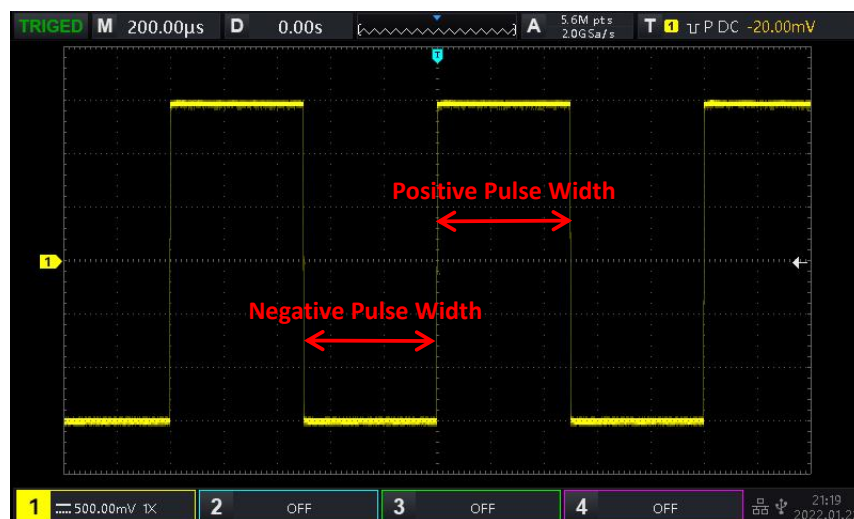 TRIGED M 200.00µs D 0.00s A 5.6M pts T 1 P DC -20.00mV
2.0GSa/s
T
Positive Pulse Width
1
Negative Pulse Width
1 500.00mV 1X 2 OFF 3 OFF 4 OFF 21:19